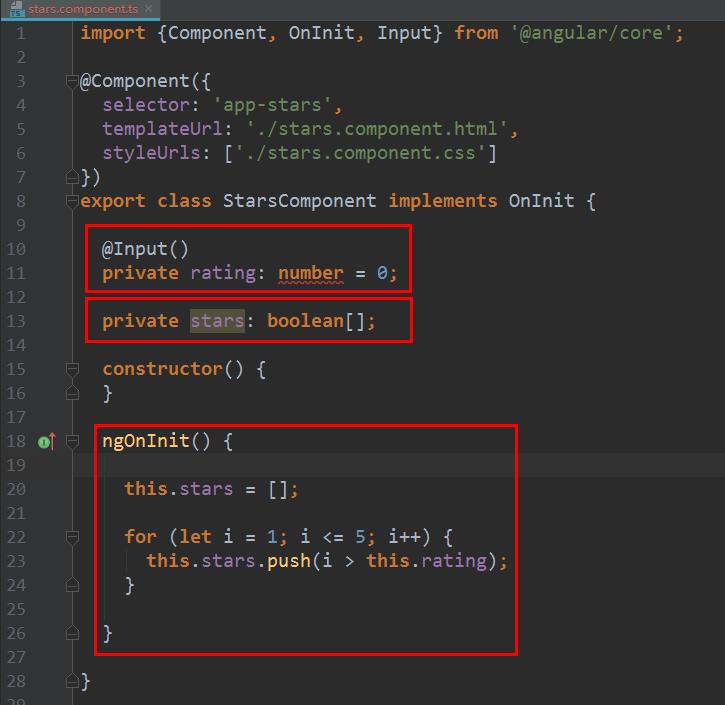 stars.component.ts ×
1 import {Component, OnInit, Input} from '@angular/core';
2
3 @Component({
4   selector: 'app-stars',
5   templateUrl: './stars.component.html',
6   styleUrls: ['./stars.component.css']
7 })
8 export class StarsComponent implements OnInit {
9
10   @Input()
11   private rating: number = 0;
12
13   private stars: boolean[];
14
15   constructor() {
16   }
17
18   ngOnInit() {
19
20     this.stars = [];
21
22     for (let i = 1; i <= 5; i++) {
23       this.stars.push(i > this.rating);
24     }
25
26   }
27
28 }
29